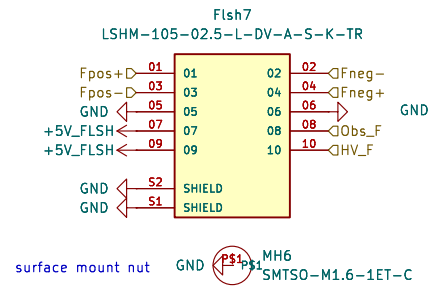 Flsh7
LSHM-105-02.5-L-DV-A-S-K-TR
Fpos+ 01 01 02 02 Fneg-
Fpos- 03 03 04 04 Fneg+
GND 05 05 06 06 GND
+5V_FLSH 07 07 08 08 Obs_F
+5V_FLSH 09 09 10 10 HV_F
GND S2 SHIELD
GND S1 SHIELD
surface mount nut GND P$1 P$1 MH6
SMTSO-M1.6-1ET-C